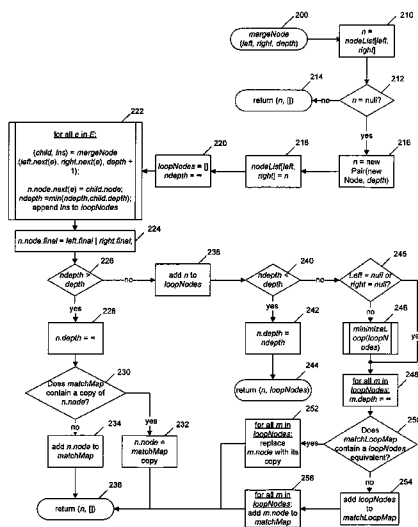 200
mergeNode
(left, right, depth)
210
n =
nodeList[left,
right]
212
n = null?
214
return (n, [])
no
yes
216
n = new
Pair(new
Node, depth)
218
nodeList[left,
right] = n
220
loopNodes = []
ndepth = ∞
222
for all e in E:
(child, lns) = mergeNode
(left.next(e), right.next(e), depth +
1);
n.node.next(e) = child.node;
ndepth =min(ndepth,child.depth);
append lns to loopNodes
224
n.node.final = left.final | right.final;
226
ndepth >
depth
no
yes
238
add n to
loopNodes
240
ndepth <
depth
no
yes
245
Left = null or
right = null?
no
ye
228
n.depth = ∞
242
n.depth =
ndepth
244
return (n, loopNodes)
246
minimizeL
oop(loopN
odes)
248
for all m in
loopNodes:
m.depth = ∞
230
Does matchMap
contain a copy of
n.node?
no
yes
234
add n.node to
matchMap
232
n.node =
matchMap
copy
Does
matchLoopMap
contain a loopNodes
equivalent?
yes
no
252
for all m in
loopNodes:
replace
m.node with its
copy
254
add loopNodes
to
matchLoopMap
256
for all m in
loopNodes:
add m.node to
matchMap
236
return (n, [])